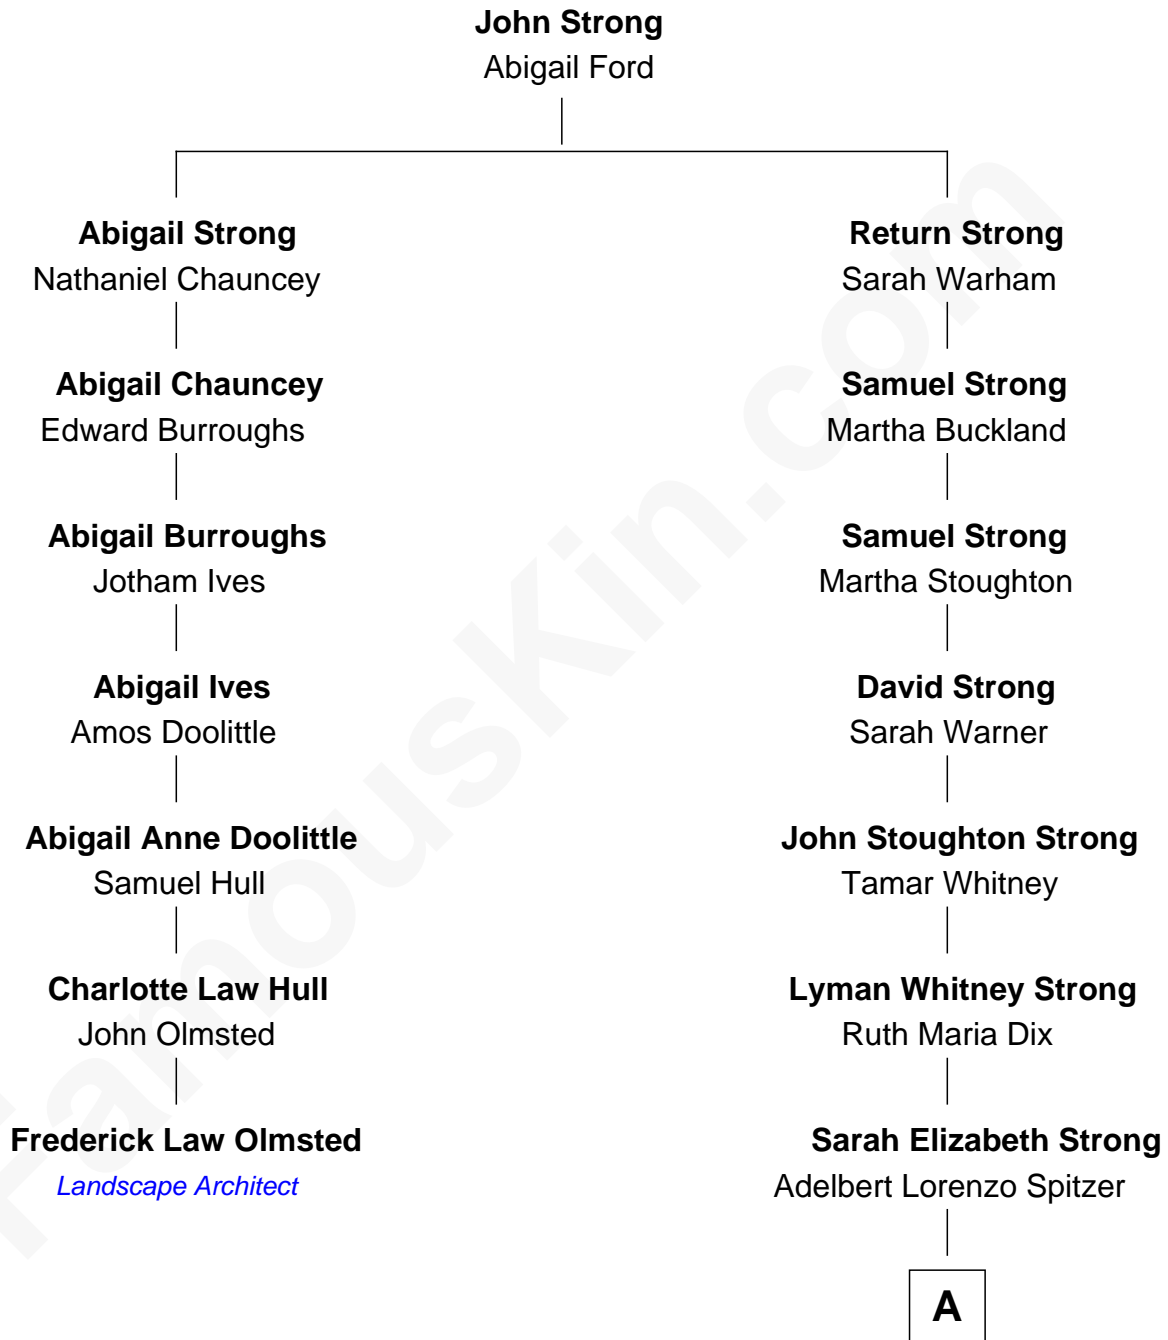 John Strong
Abigail Ford
Abigail Strong
Nathaniel Chauncey
Abigail Chauncey
Edward Burroughs
Abigail Burroughs
Jotham Ives
Abigail Ives
Amos Doolittle
Abigail Anne Doolittle
Samuel Hull
Charlotte Law Hull
John Olmsted
Frederick Law Olmsted
Landscape Architect
Return Strong
Sarah Warham
Samuel Strong
Martha Buckland
Samuel Strong
Martha Stoughton
David Strong
Sarah Warner
John Stoughton Strong
Tamar Whitney
Lyman Whitney Strong
Ruth Maria Dix
Sarah Elizabeth Strong
Adelbert Lorenzo Spitzer
A
FamousKin.com